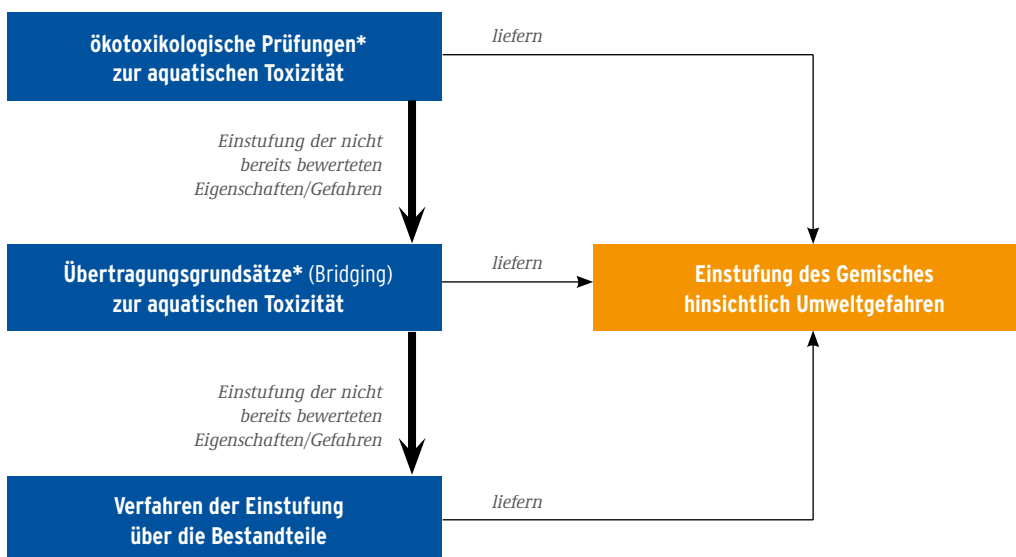 ökotoxikologische Prüfungen*
zur aquatischen Toxizität
liefern
Einstufung der nicht
bereits bewerteten
Eigenschaften/Gefahren
Übertragungsgrundsätze* (Bridging)
zur aquatischen Toxizität
liefern
Einstufung des Gemisches
hinsichtlich Umweltgefahren
Einstufung der nicht
bereits bewerteten
Eigenschaften/Gefahren
Verfahren der Einstufung
über die Bestandteile
liefern